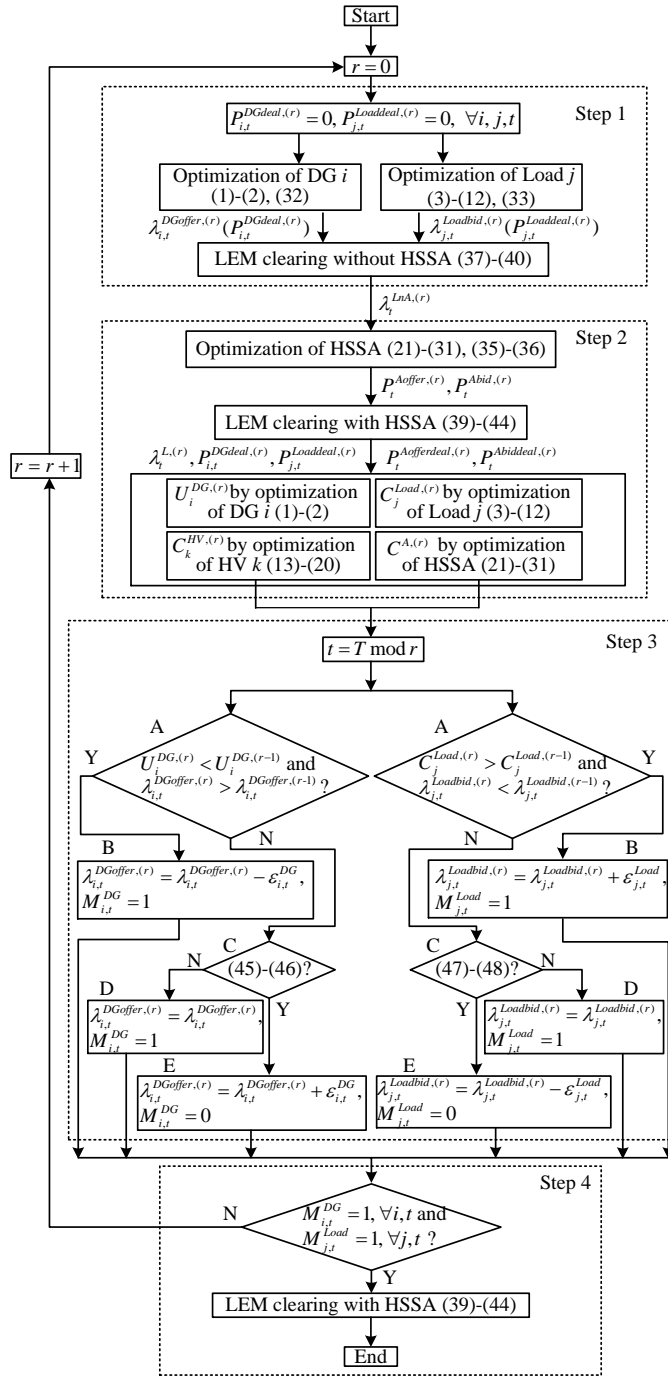 Start
r = 0
Step 1
P_{i,t}^{DGdeal,(r)} = 0, P_{j,t}^{Loaddeal,(r)} = 0, ∀i, j, t
Optimization of DG i
(1)-(2), (32)
Optimization of Load j
(3)-(12), (33)
λ_{i,t}^{DGoffer,(r)}(P_{i,t}^{DGdeal,(r)})
λ_{j,t}^{Loadbid,(r)}(P_{j,t}^{Loaddeal,(r)})
LEM clearing without HSSA (37)-(40)
λ_t^{LnA,(r)}
Step 2
Optimization of HSSA (21)-(31), (35)-(36)
P_t^{Aoffer,(r)}, P_t^{Abid,(r)}
LEM clearing with HSSA (39)-(44)
r = r+1
λ_t^{L,(r)}, P_{i,t}^{DGdeal,(r)}, P_{j,t}^{Loaddeal,(r)}
P_t^{Aofferdeal,(r)}, P_t^{Abiddeal,(r)}
U_i^{DG,(r)} by optimization
of DG i (1)-(2)
C_j^{Load,(r)} by optimization
of Load j (3)-(12)
C_k^{HV,(r)} by optimization
of HV k (13)-(20)
C^{A,(r)} by optimization
of HSSA (21)-(31)
Step 3
t = T mod r
A
U_i^{DG,(r)} < U_i^{DG,(r-1)} and
λ_{i,t}^{DGoffer,(r)} > λ_{i,t}^{DGoffer,(r-1)} ?
Y
N
A
C_j^{Load,(r)} > C_j^{Load,(r-1)} and
λ_{j,t}^{Loadbid,(r)} < λ_{j,t}^{Loadbid,(r-1)} ?
Y
N
B
λ_{i,t}^{DGoffer,(r)} = λ_{i,t}^{DGoffer,(r)} − ε_{i,t}^{DG},
M_{i,t}^{DG} = 1
B
λ_{j,t}^{Loadbid,(r)} = λ_{j,t}^{Loadbid,(r)} + ε_{j,t}^{Load},
M_{j,t}^{Load} = 1
C
(45)-(46)?
N
Y
C
(47)-(48)?
N
Y
D
λ_{i,t}^{DGoffer,(r)} = λ_{i,t}^{DGoffer,(r)},
M_{i,t}^{DG} = 1
D
λ_{j,t}^{Loadbid,(r)} = λ_{j,t}^{Loadbid,(r)},
M_{j,t}^{Load} = 1
E
λ_{i,t}^{DGoffer,(r)} = λ_{i,t}^{DGoffer,(r)} + ε_{i,t}^{DG},
M_{i,t}^{DG} = 0
E
λ_{j,t}^{Loadbid,(r)} = λ_{j,t}^{Loadbid,(r)} − ε_{j,t}^{Load},
M_{j,t}^{Load} = 0
Step 4
N
M_{i,t}^{DG} = 1, ∀i, t and
M_{j,t}^{Load} = 1, ∀j, t ?
Y
LEM clearing with HSSA (39)-(44)
End